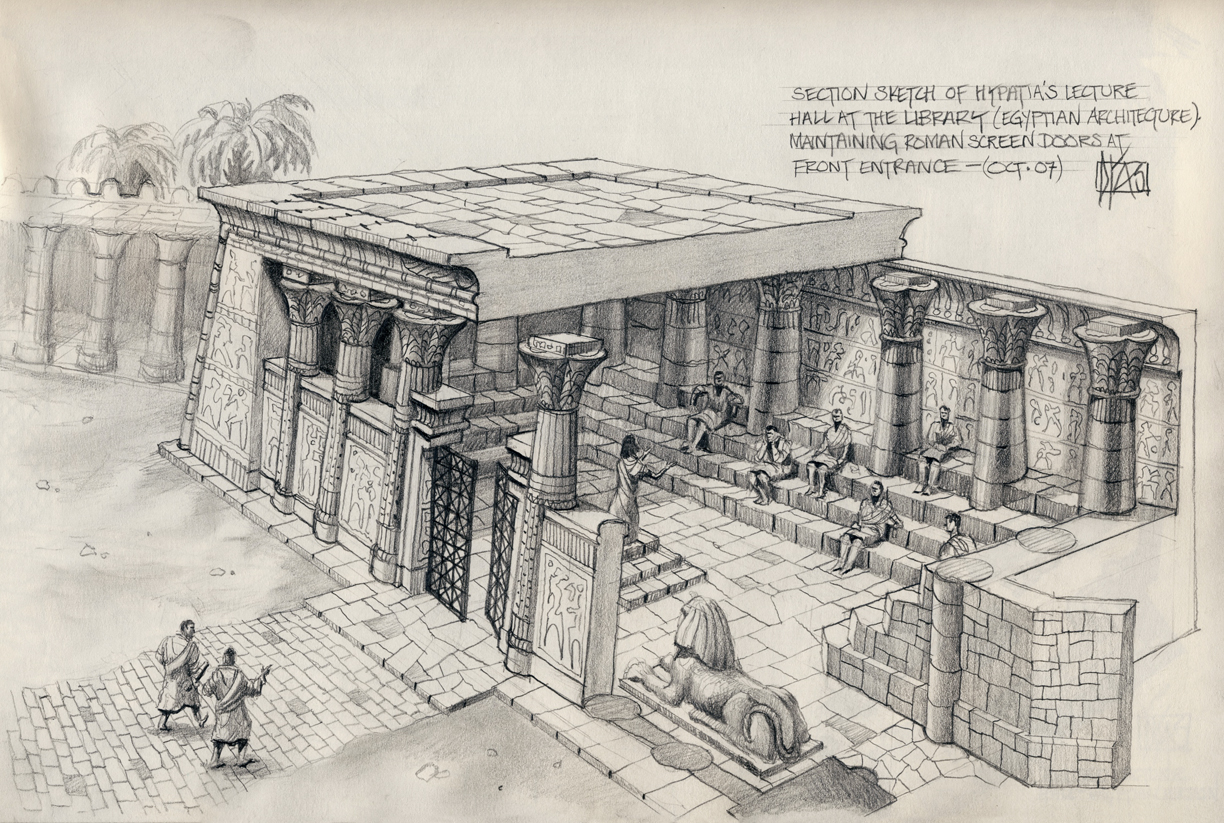 SECTION SKETCH OF HYPATIA'S LECTURE
HALL AT THE LIBRARY (EGYPTIAN ARCHITECTURE).
MAINTAINING ROMAN SCREEN DOORS AT
FRONT ENTRANCE — (OCT. 07)